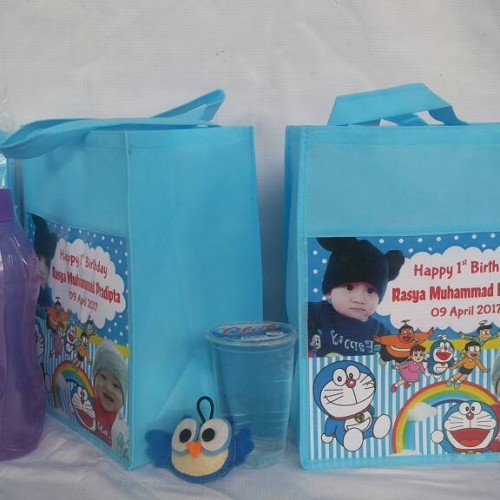 Happy 1st Birthday
Rasya Muhammad Pradipta
09 April 2017
Happy 1st Birth
Rasya Muhammad P
09 April 2017